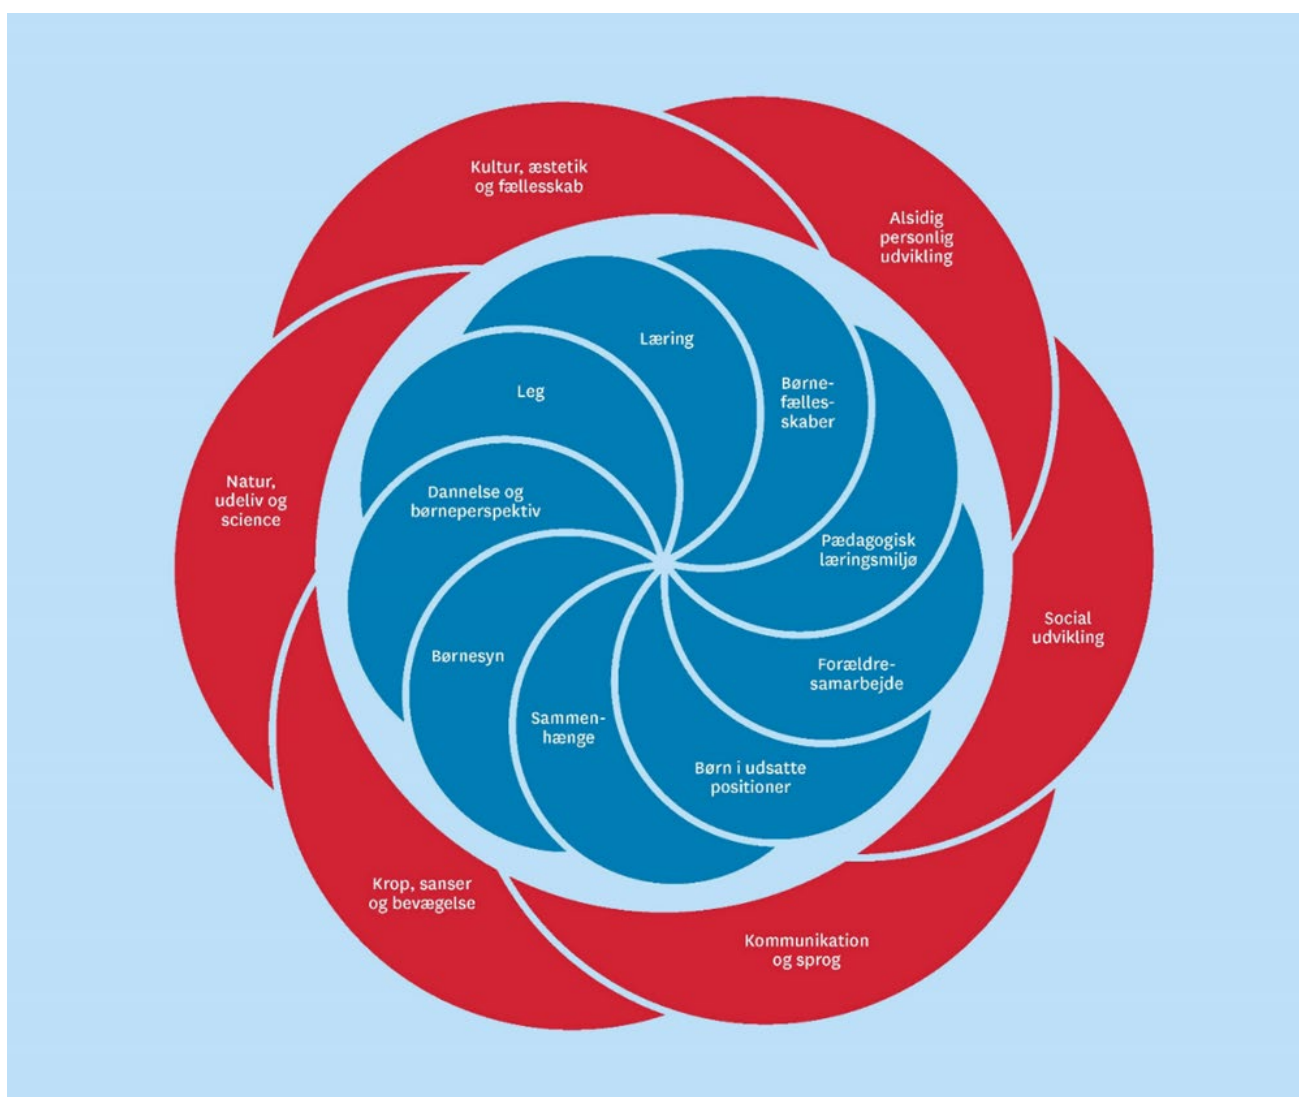 Kultur, æstetik
og fællesskab
Alsidig
personlig
udvikling
Læring
Leg
Børne-
fælles-
skaber
Natur,
udeliv og
science
Dannelse og
børneperspektiv
Pædagogisk
læringsmiljø
Social
udvikling
Børnesyn
Forældre-
samarbejde
Sammen-
hænge
Børn i udsatte
positioner
Krop, sanser
og bevægelse
Kommunikation
og sprog